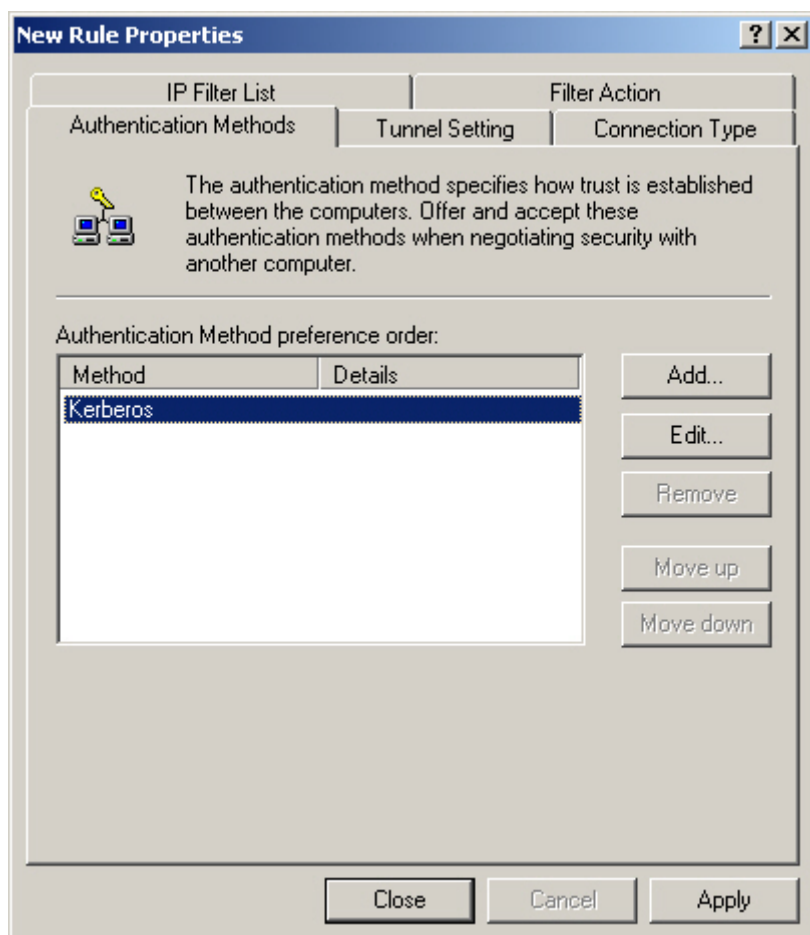 New Rule Properties
IP Filter List
Filter Action
Authentication Methods
Tunnel Setting
Connection Type
The authentication method specifies how trust is established
between the computers. Offer and accept these
authentication methods when negotiating security with
another computer.
Authentication Method preference order:
Method
Details
Kerberos
Add...
Edit...
Remove
Move up
Move down
Close
Cancel
Apply